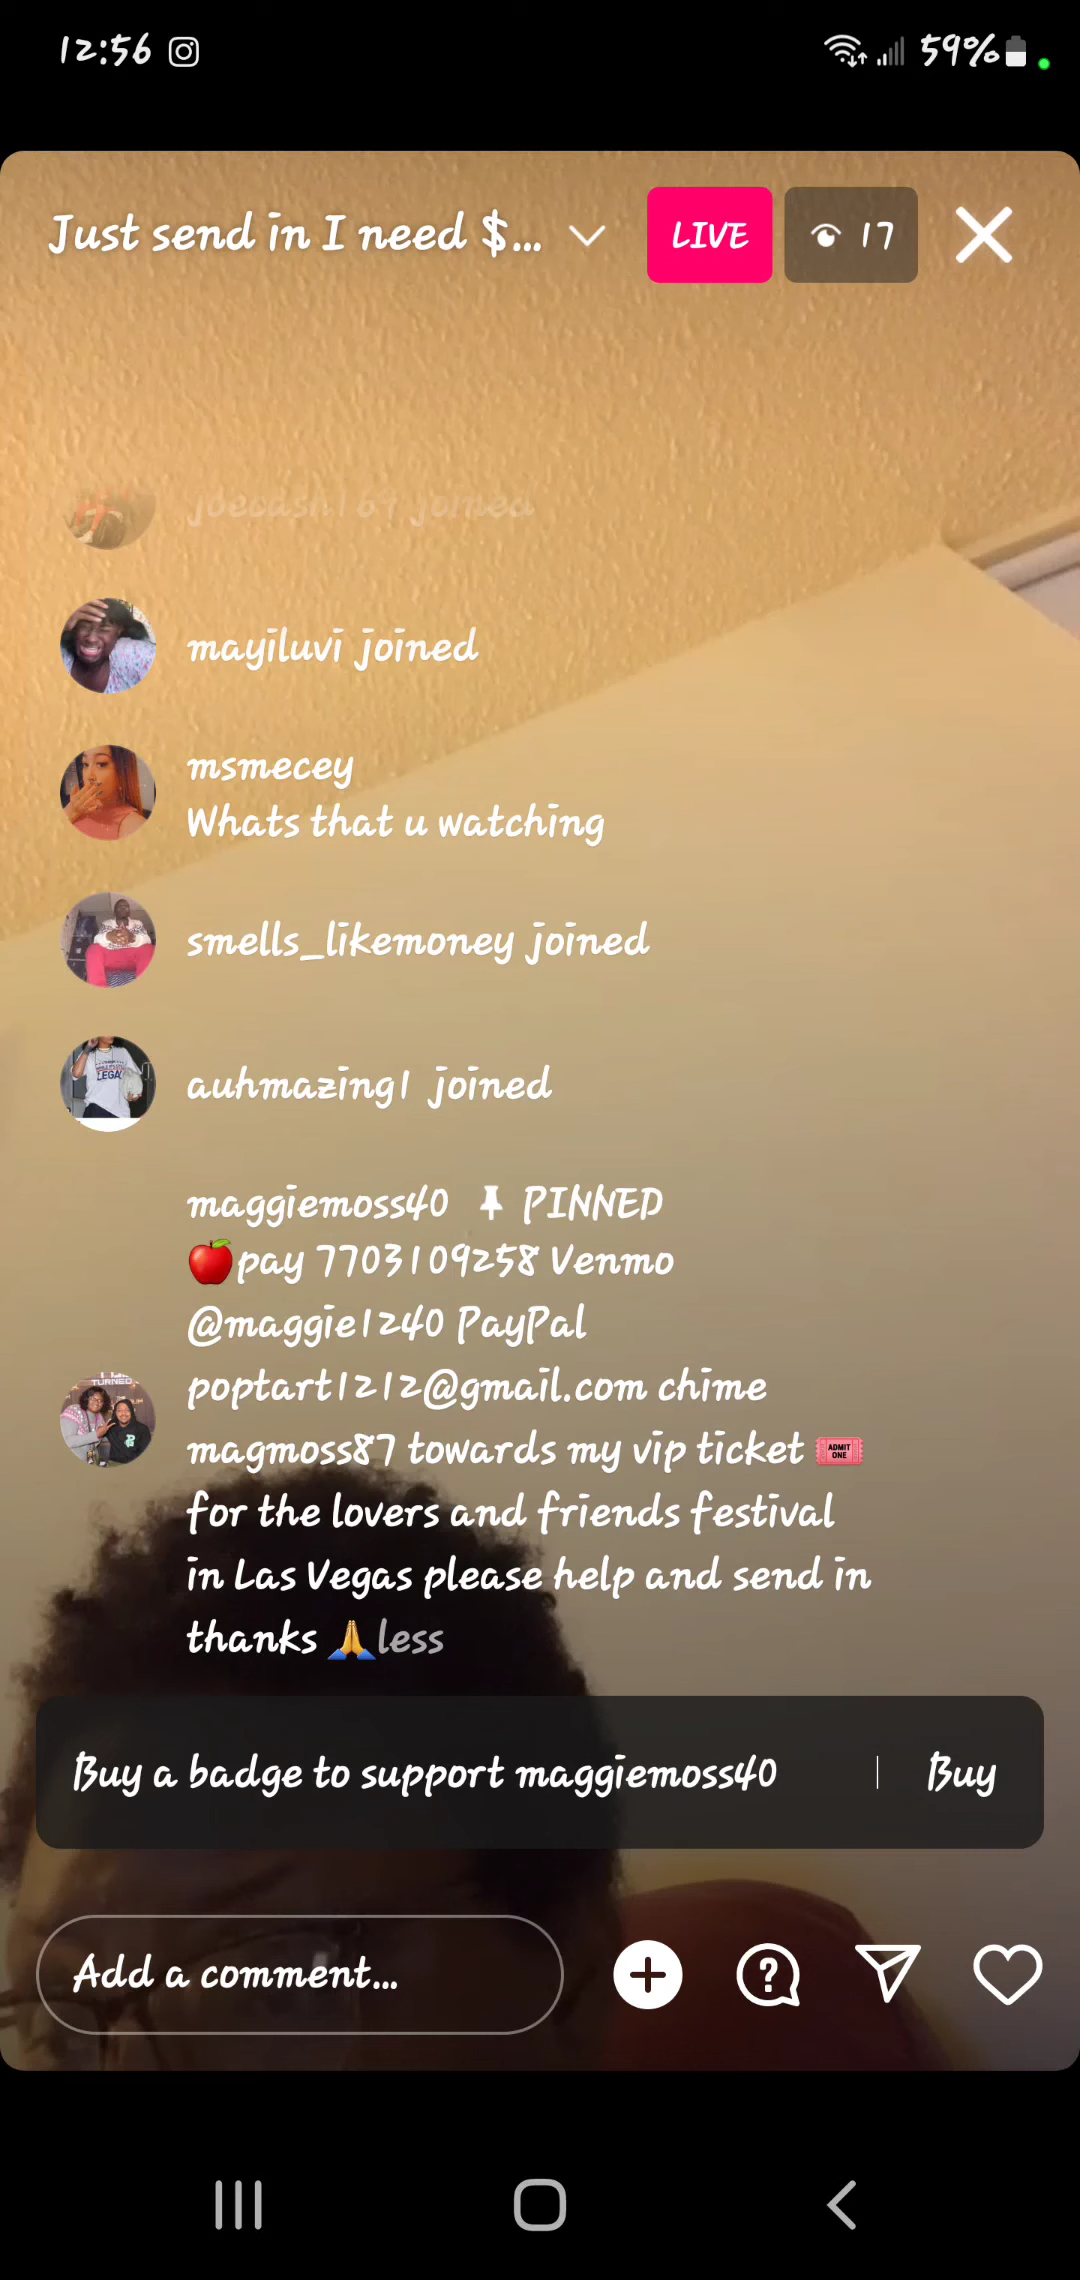 12:56
59%
Just send in I need $...
LIVE
17
joined
mayiluvi joined
msmecey
Whats that u watching
smells_likemoney joined
auhmazing1 joined
maggiemoss40 PINNED
🍎pay 7703109258 Venmo
@maggie1240 PayPal
poptart1212@gmail.com chime
magmoss87 towards my vip ticket 🎟️
for the lovers and friends festival
in Las Vegas please help and send in
thanks 🙏less
Buy a badge to support maggiemoss40 | Buy
Add a comment...